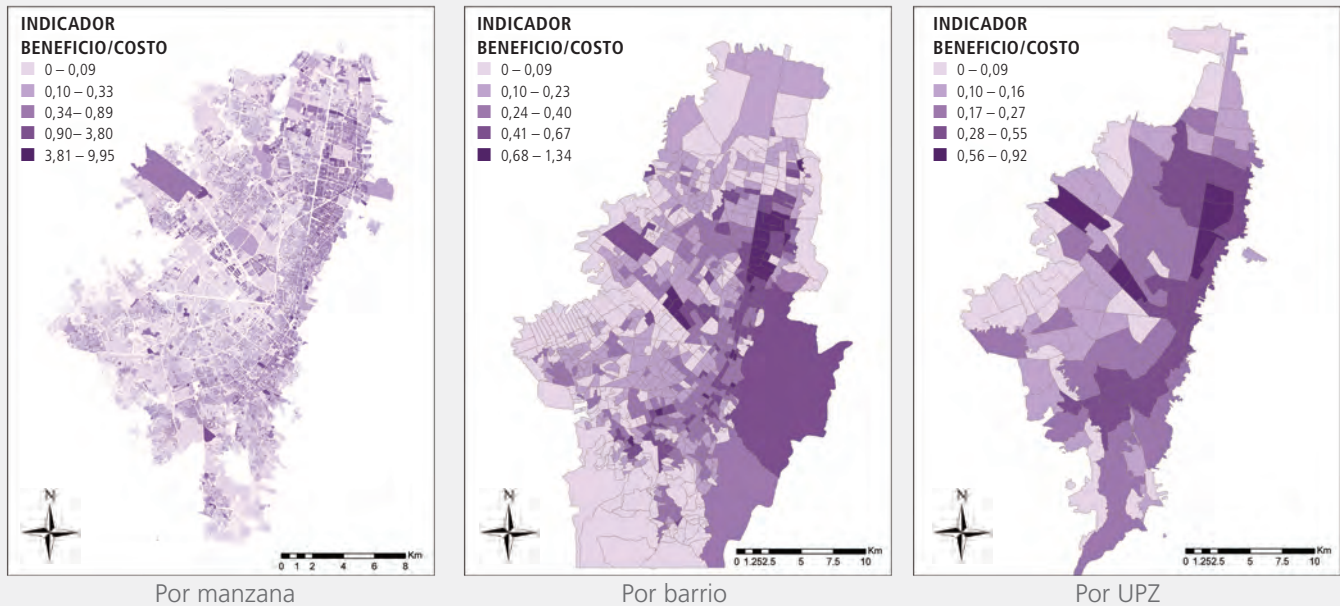 INDICADOR
BENEFICIO/COSTO
0 – 0,09
0,10 – 0,33
0,34– 0,89
0,90– 3,80
3,81 – 9,95
N
Km
0 1 2 4 6 8
Por manzana
INDICADOR
BENEFICIO/COSTO
0 – 0,09
0,10 – 0,23
0,24 – 0,40
0,41 – 0,67
0,68 – 1,34
N
Km
0 1.252.5 5 7.5 10
Por barrio
INDICADOR
BENEFICIO/COSTO
0 – 0,09
0,10 – 0,16
0,17 – 0,27
0,28 – 0,55
0,56 – 0,92
N
Km
0 1.252.5 5 7.5 10
Por UPZ